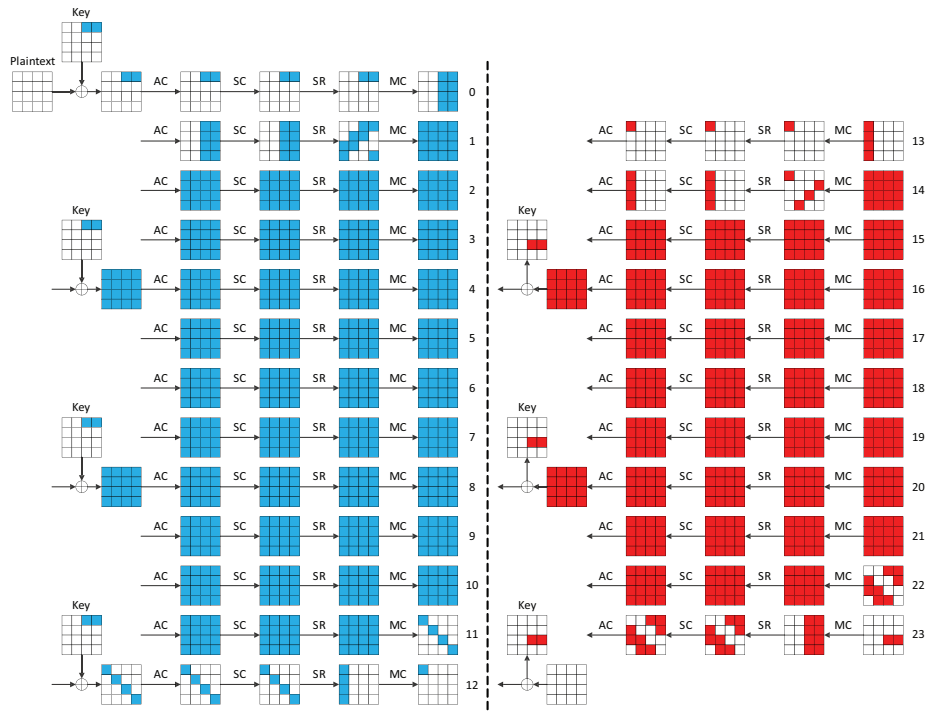 Key
Plaintext
AC SC SR MC 0
AC SC SR MC 1
AC SC SR MC 13
AC SC SR MC 2
AC SC SR MC 14
Key
Key
AC SC SR MC 3
AC SC SR MC 15
AC SC SR MC 4
AC SC SR MC 16
AC SC SR MC 5
AC SC SR MC 17
AC SC SR MC 6
AC SC SR MC 18
Key
Key
AC SC SR MC 7
AC SC SR MC 19
AC SC SR MC 8
AC SC SR MC 20
AC SC SR MC 9
AC SC SR MC 21
AC SC SR MC 10
AC SC SR MC 22
Key
Key
AC SC SR MC 11
AC SC SR MC 23
AC SC SR MC 12